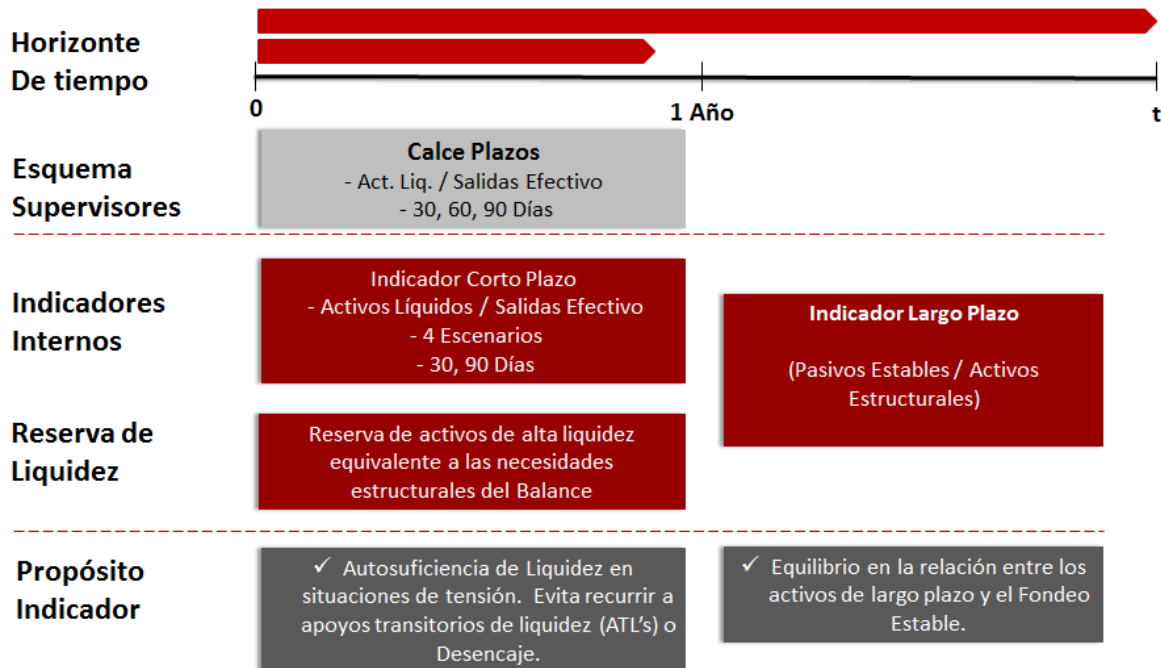 Horizonte
De tiempo
0
1 Año
t
Esquema
Supervisores
Calce Plazos
- Act. Liq. / Salidas Efectivo
- 30, 60, 90 Días
Indicadores
Internos
Indicador Corto Plazo
- Activos Líquidos / Salidas Efectivo
- 4 Escenarios
- 30, 90 Días
Indicador Largo Plazo
(Pasivos Estables / Activos
Estructurales)
Reserva de
Liquidez
Reserva de activos de alta liquidez
equivalente a las necesidades
estructurales del Balance
Propósito
Indicador
✓ Autosuficiencia de Liquidez en
situaciones de tensión. Evita recurrir a
apoyos transitorios de liquidez (ATL’s) o
Desencaje.
✓ Equilibrio en la relación entre los
activos de largo plazo y el Fondeo
Estable.